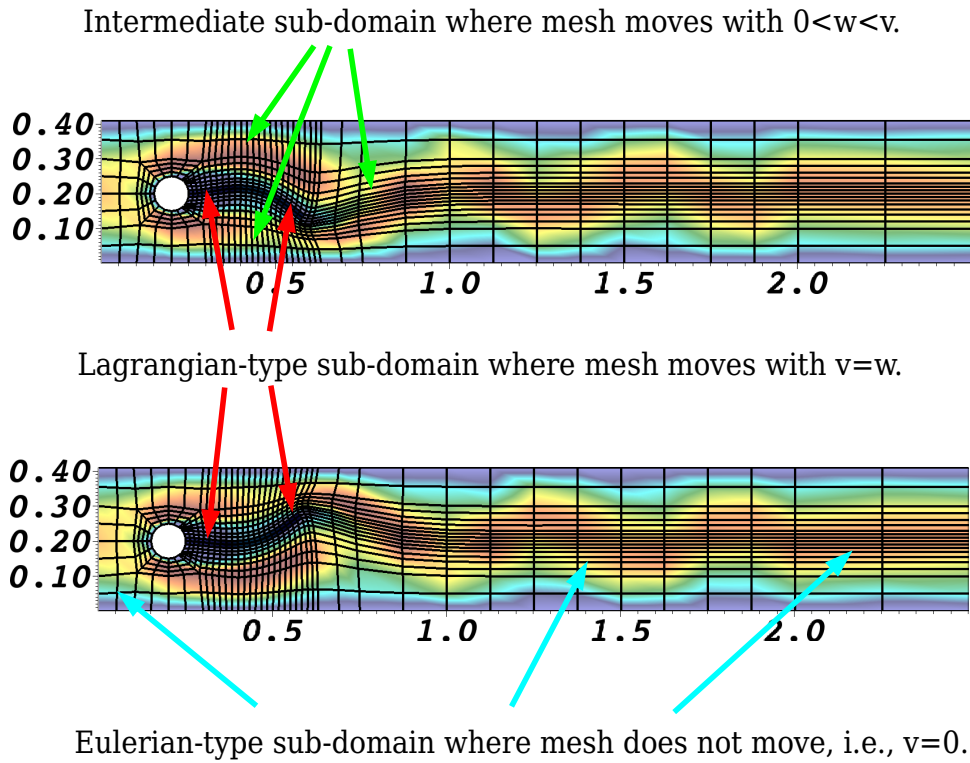 Intermediate sub-domain where mesh moves with 0<w<v.
0.40
0.30
0.20
0.10
0.5 1.0 1.5 2.0
Lagrangian-type sub-domain where mesh moves with v=w.
0.40
0.30
0.20
0.10
0.5 1.0 1.5 2.0
Eulerian-type sub-domain where mesh does not move, i.e., v=0.